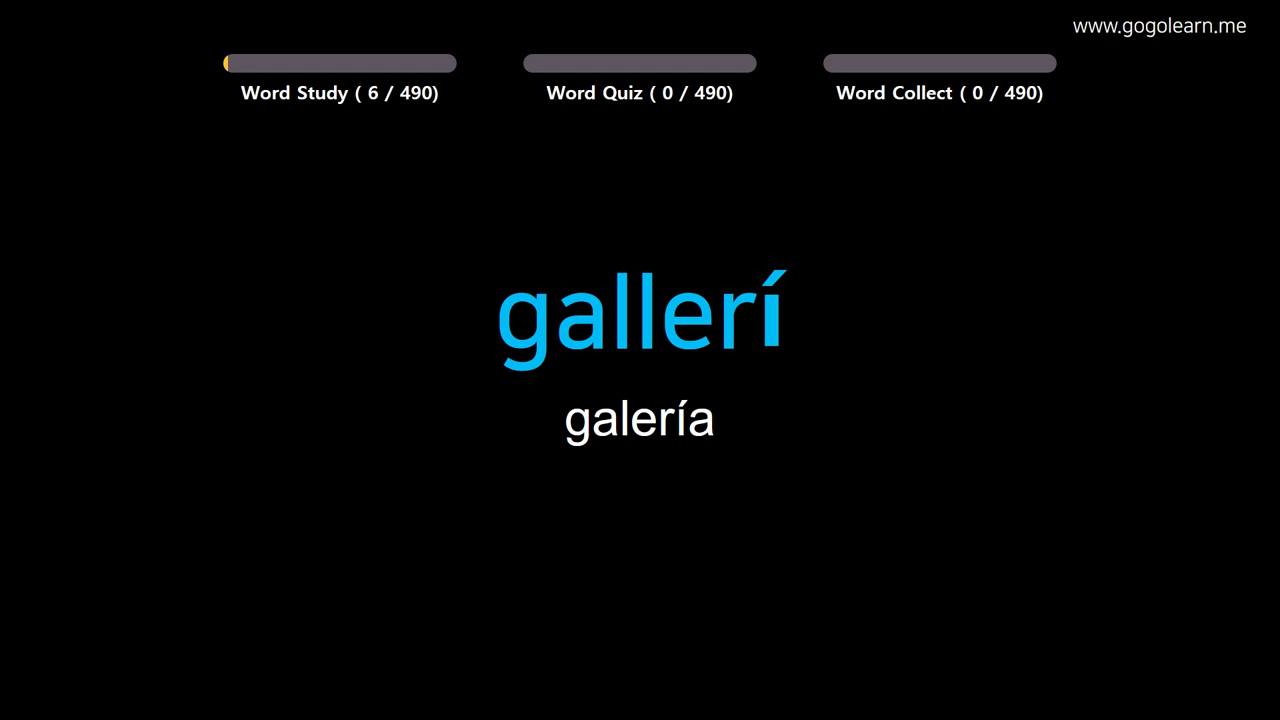 www.gogolearn.me
Word Study ( 6 / 490)
Word Quiz ( 0 / 490)
Word Collect ( 0 / 490)
gallerí
galería